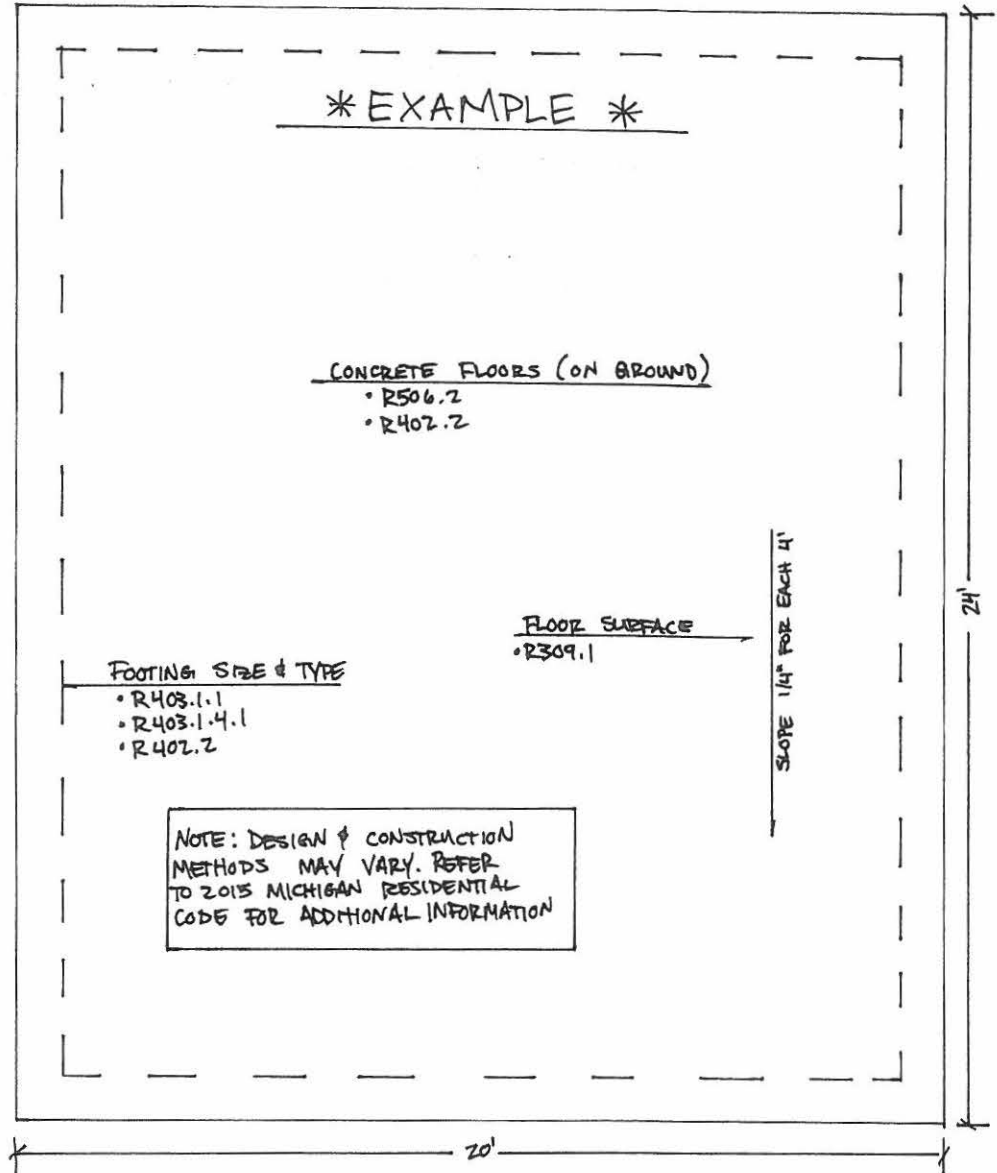 * EXAMPLE *
CONCRETE FLOORS (ON GROUND)
• R506.2
• R402.2
SLOPE 1/4" FOR EACH 4'
24'
FLOOR SURFACE
• R309.1
FOOTING SIZE & TYPE
• R403.1.1
• R403.1.4.1
• R402.2
NOTE: DESIGN & CONSTRUCTION
METHODS MAY VARY. REFER
TO 2015 MICHIGAN RESIDENTIAL
CODE FOR ADDITIONAL INFORMATION
20'